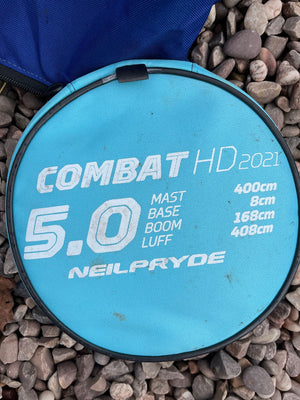 COMBAT HD 2021
5.0
MAST 400cm
BASE 8cm
BOOM 168cm
LUFF 408cm
NEILPRYDE